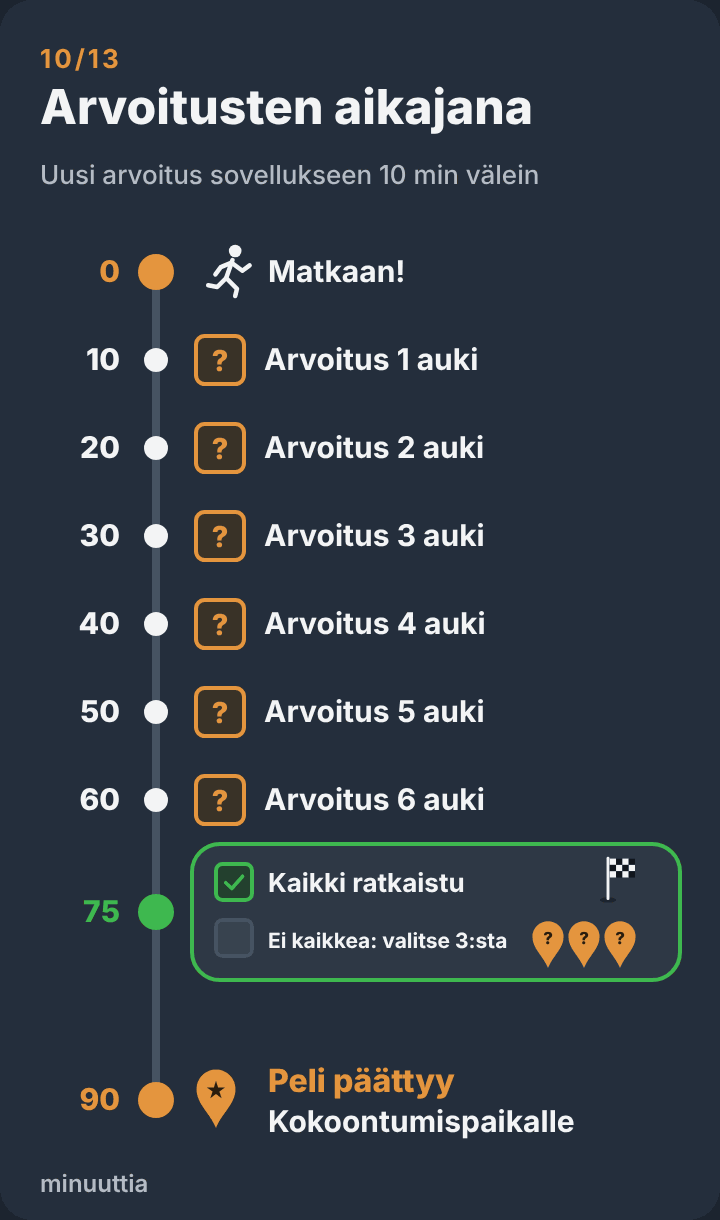 10/13
Arvoitusten aikajana
Uusi arvoitus sovellukseen 10 min välein
0 Matkaan!
10 ? Arvoitus 1 auki
20 ? Arvoitus 2 auki
30 ? Arvoitus 3 auki
40 ? Arvoitus 4 auki
50 ? Arvoitus 5 auki
60 ? Arvoitus 6 auki
Kaikki ratkaistu
75
Ei kaikkea: valitse 3:sta ? ? ?
Peli päättyy
90
Kokoontumispaikalle
minuuttia